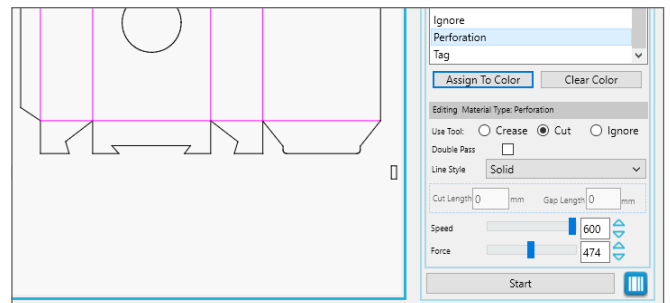 Ignore
Perforation
Tag
Assign To Color Clear Color
Editing Material Type: Perforation
Use Tool: Crease Cut Ignore
Double Pass
Line Style Solid
Cut Length 0 mm Gap Length 0 mm
Speed 600
Force 474
Start